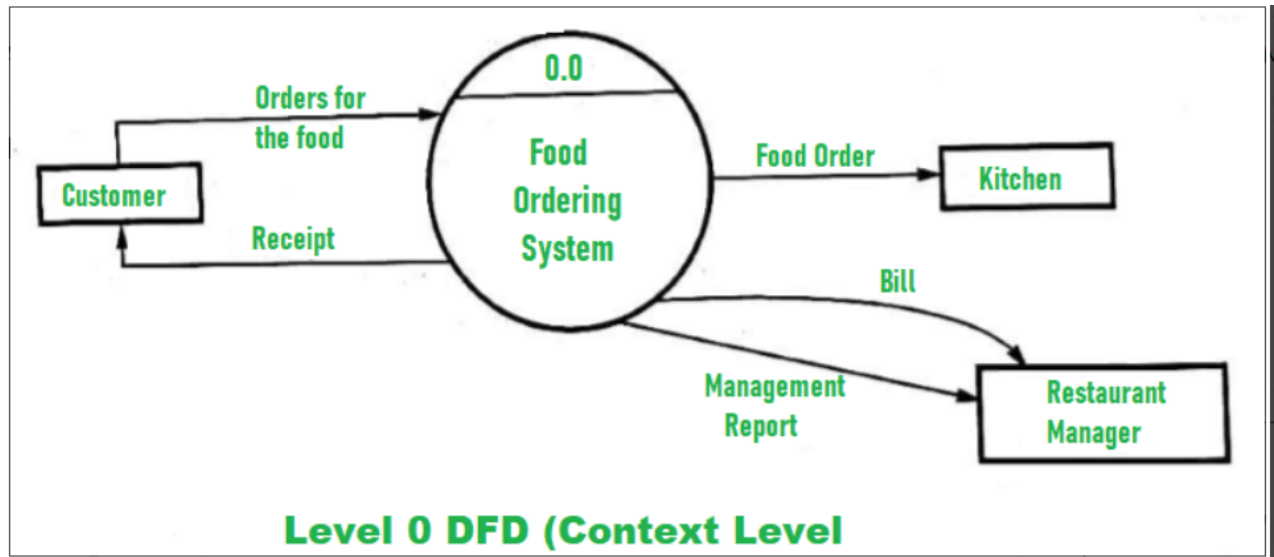 0.0
Orders for
the food
Food
Ordering
System
Food Order
Kitchen
Customer
Receipt
Bill
Management
Report
Restaurant
Manager
Level 0 DFD (Context Level